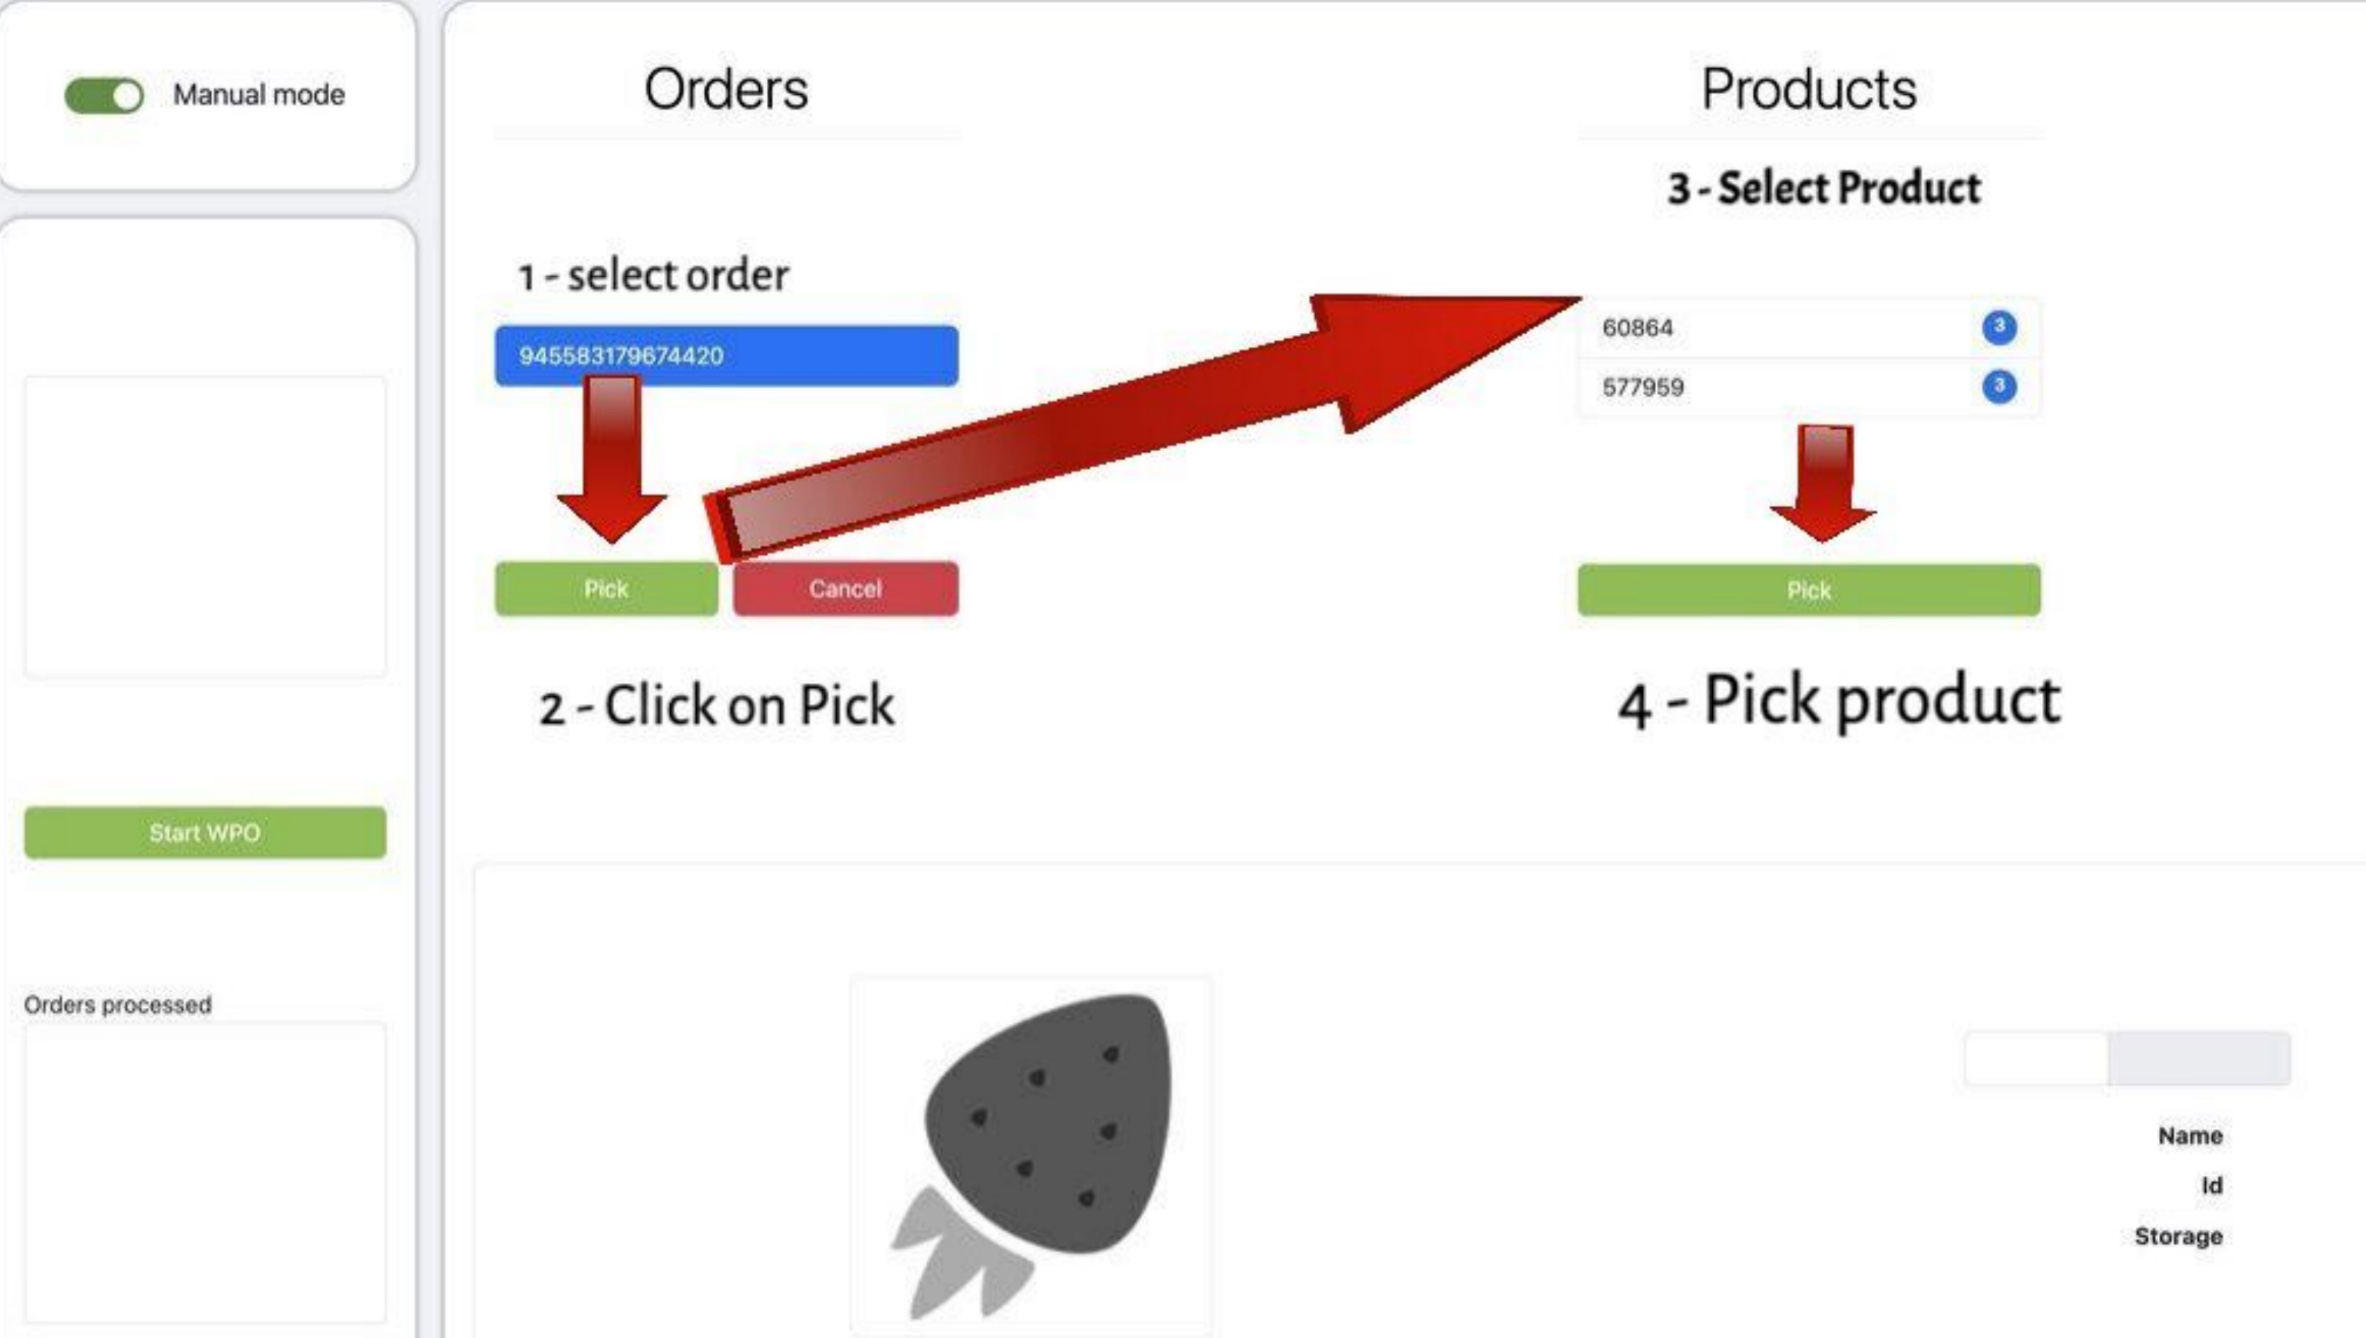 Manual mode
Start WPO
Orders processed
Orders
1 - select order
945583179674420
Pick
Cancel
2 - Click on Pick
Products
3 - Select Product
60864 3
577959 3
Pick
4 - Pick product
Name
Id
Storage